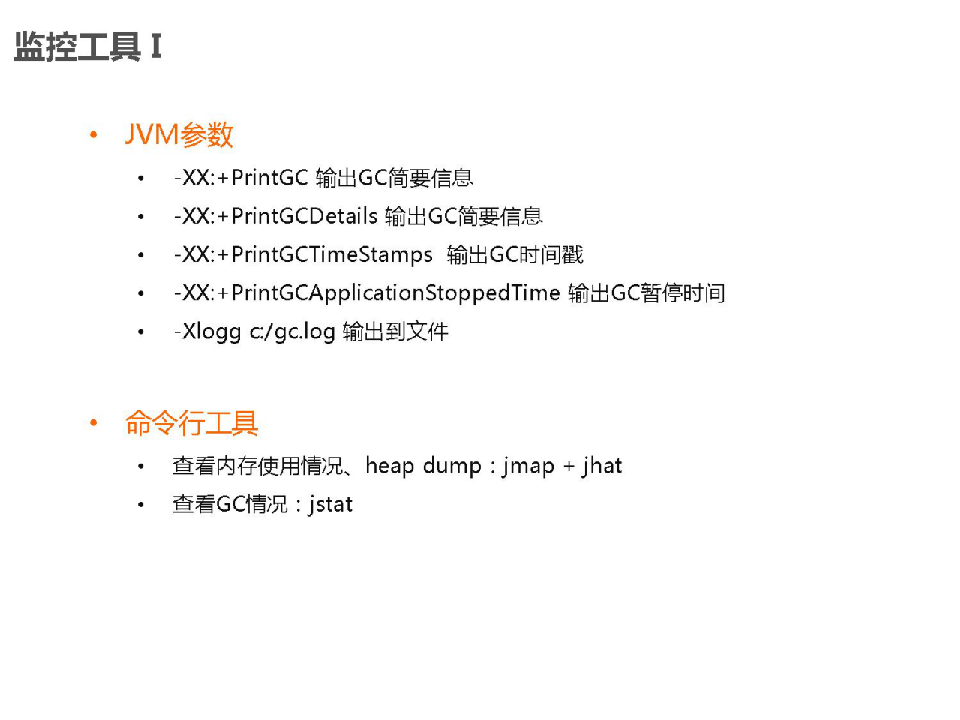 监控工具 I
• JVM参数
• -XX:+PrintGC 输出GC简要信息
• -XX:+PrintGCDetails 输出GC简要信息
• -XX:+PrintGCTimeStamps 输出GC时间戳
• -XX:+PrintGCApplicationStoppedTime 输出GC暂停时间
• -Xlogg c:/gc.log 输出到文件
• 命令行工具
• 查看内存使用情况、heap dump：jmap + jhat
• 查看GC情况：jstat